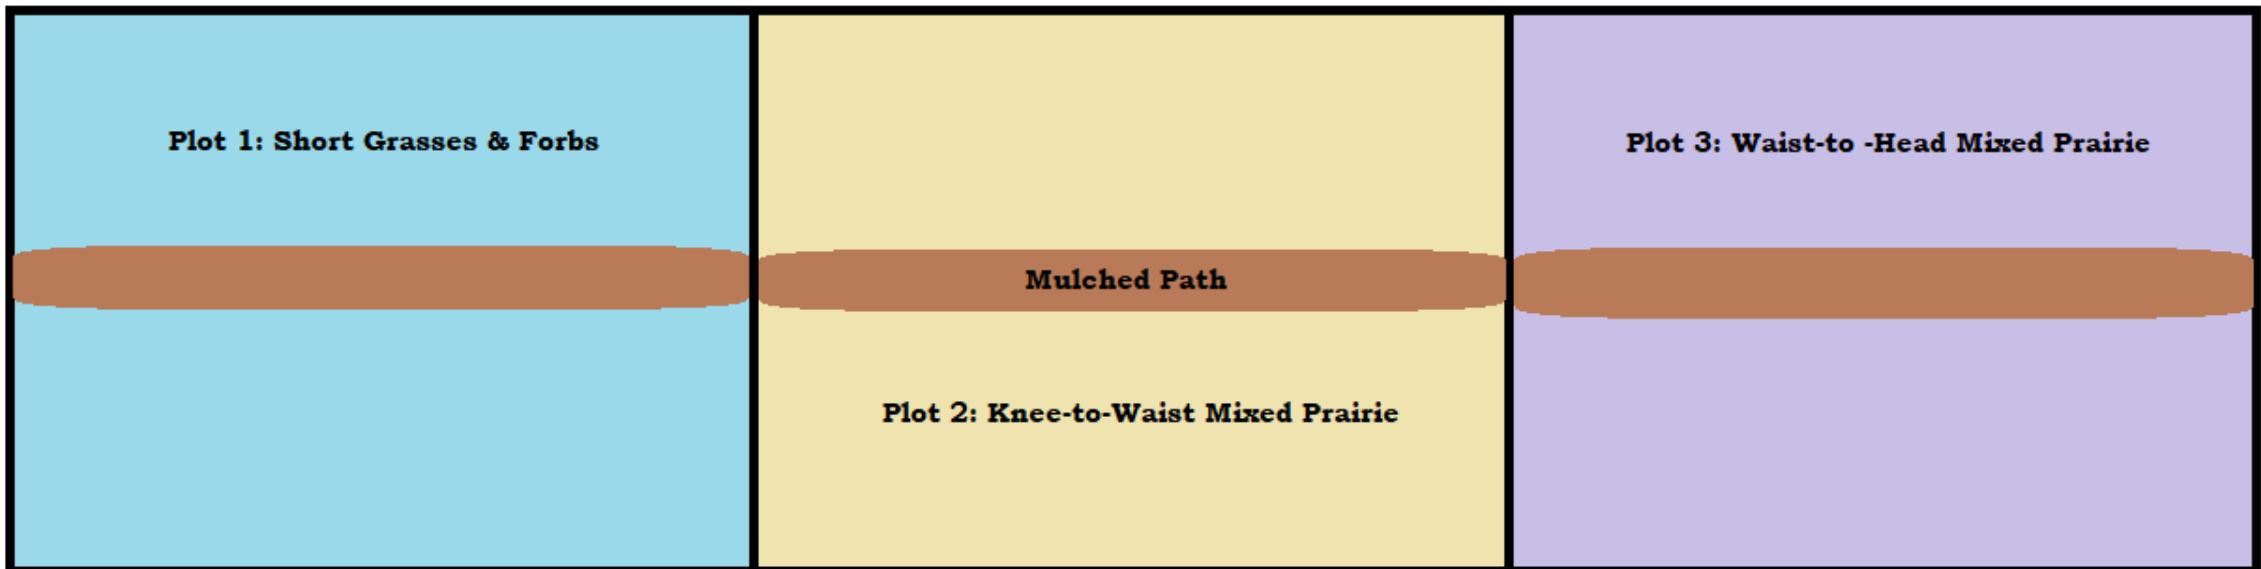 Plot 1: Short Grasses & Forbs
Plot 3: Waist-to -Head Mixed Prairie
Mulched Path
Plot 2: Knee-to-Waist Mixed Prairie